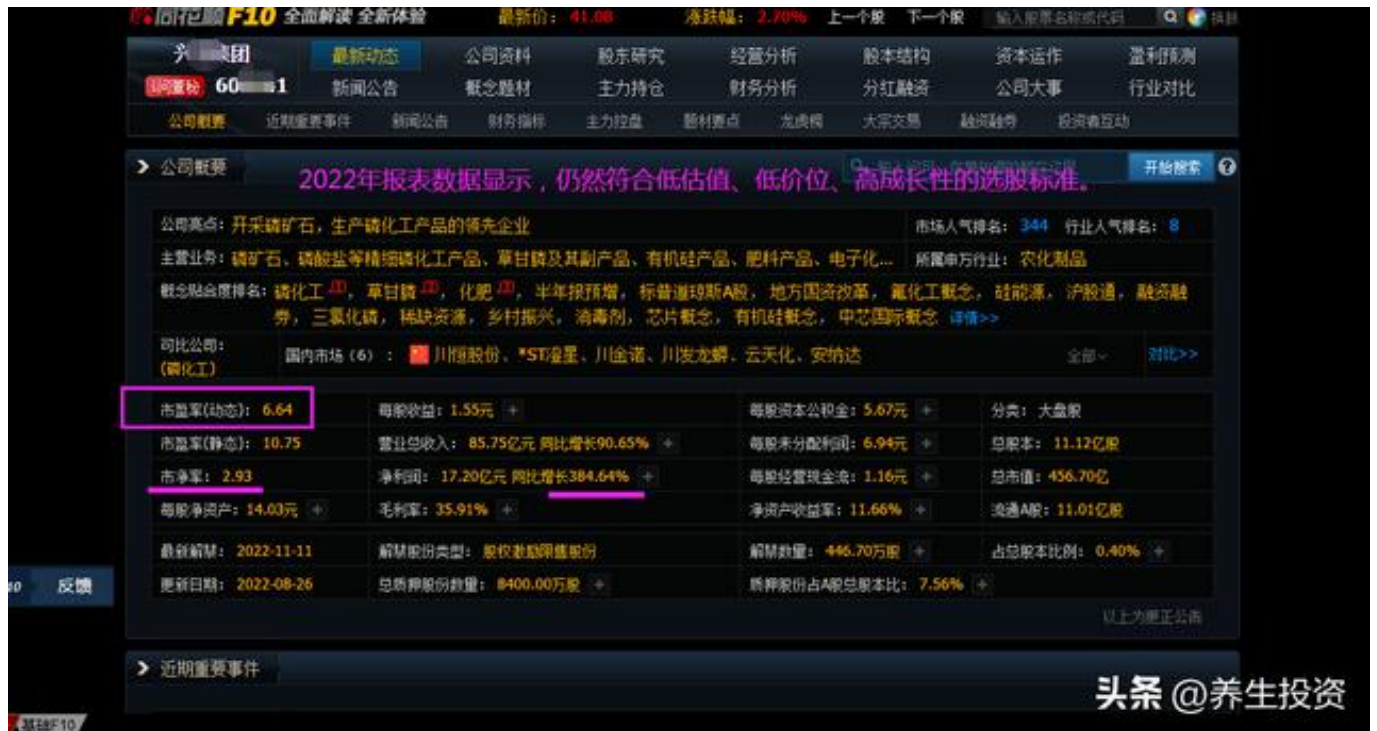 同花顺 F10 全面解读 全新体验 最新价：41.08 涨跌幅：2.70% 上一个股 下一个股 输入股票名称或代码
集团 最新动态 公司资料 股东研究 经营分析 股本结构 资本运作 盈利预测
问董秘 60 1 新闻公告 概念题材 主力持仓 财务分析 分红融资 公司大事 行业对比
公司概要 近期重要事件 新闻公告 财务指标 主力控盘 题材要点 龙虎榜 大宗交易 融资融券 投资者互动
公司概要 开始搜索
2022年报表数据显示，仍然符合低估值、低价位、高成长性的选股标准。
公司亮点：开采磷矿石，生产磷化工产品的领先企业 市场人气排名：344 行业人气排名：8
主营业务：磷矿石、磷酸盐等精细磷化工产品、草甘膦及其副产品、有机硅产品、肥料产品、电子化... 所属申万行业：农化制品
概念贴合度排名：磷化工，草甘膦，化肥，半年报预增，标普道琼斯A股，地方国资改革，氟化工概念，硅能源，沪股通，融资融
券，三氯化磷，稀缺资源，乡村振兴，消毒剂，芯片概念，有机硅概念，中芯国际概念 详情>>
可比公司：
(磷化工) 国内市场（6）： 川恒股份、*ST澄星、川金诺、川发龙蟒、云天化、安纳达 全部 对比>>
市盈率(动态)：6.64 每股收益：1.55元 每股资本公积金：5.67元 分类：大盘股
市盈率(静态)：10.75 营业总收入：85.75亿元 同比增长90.65% 每股未分配利润：6.94元 总股本：11.12亿股
市净率：2.93 净利润：17.20亿元 同比增长384.64% 每股经营现金流：1.16元 总市值：456.70亿
每股净资产：14.03元 毛利率：35.91% 净资产收益率：11.66% 流通A股：11.01亿股
最新解禁：2022-11-11 解禁股份类型：股权激励限售股份 解禁数量：446.70万股 占总股本比例：0.40%
更新日期：2022-08-26 总质押股份数量：8400.00万股 质押股份占A股总股本比：7.56%
反馈
以上为更正公告
近期重要事件
头条 @养生投资
基础F10